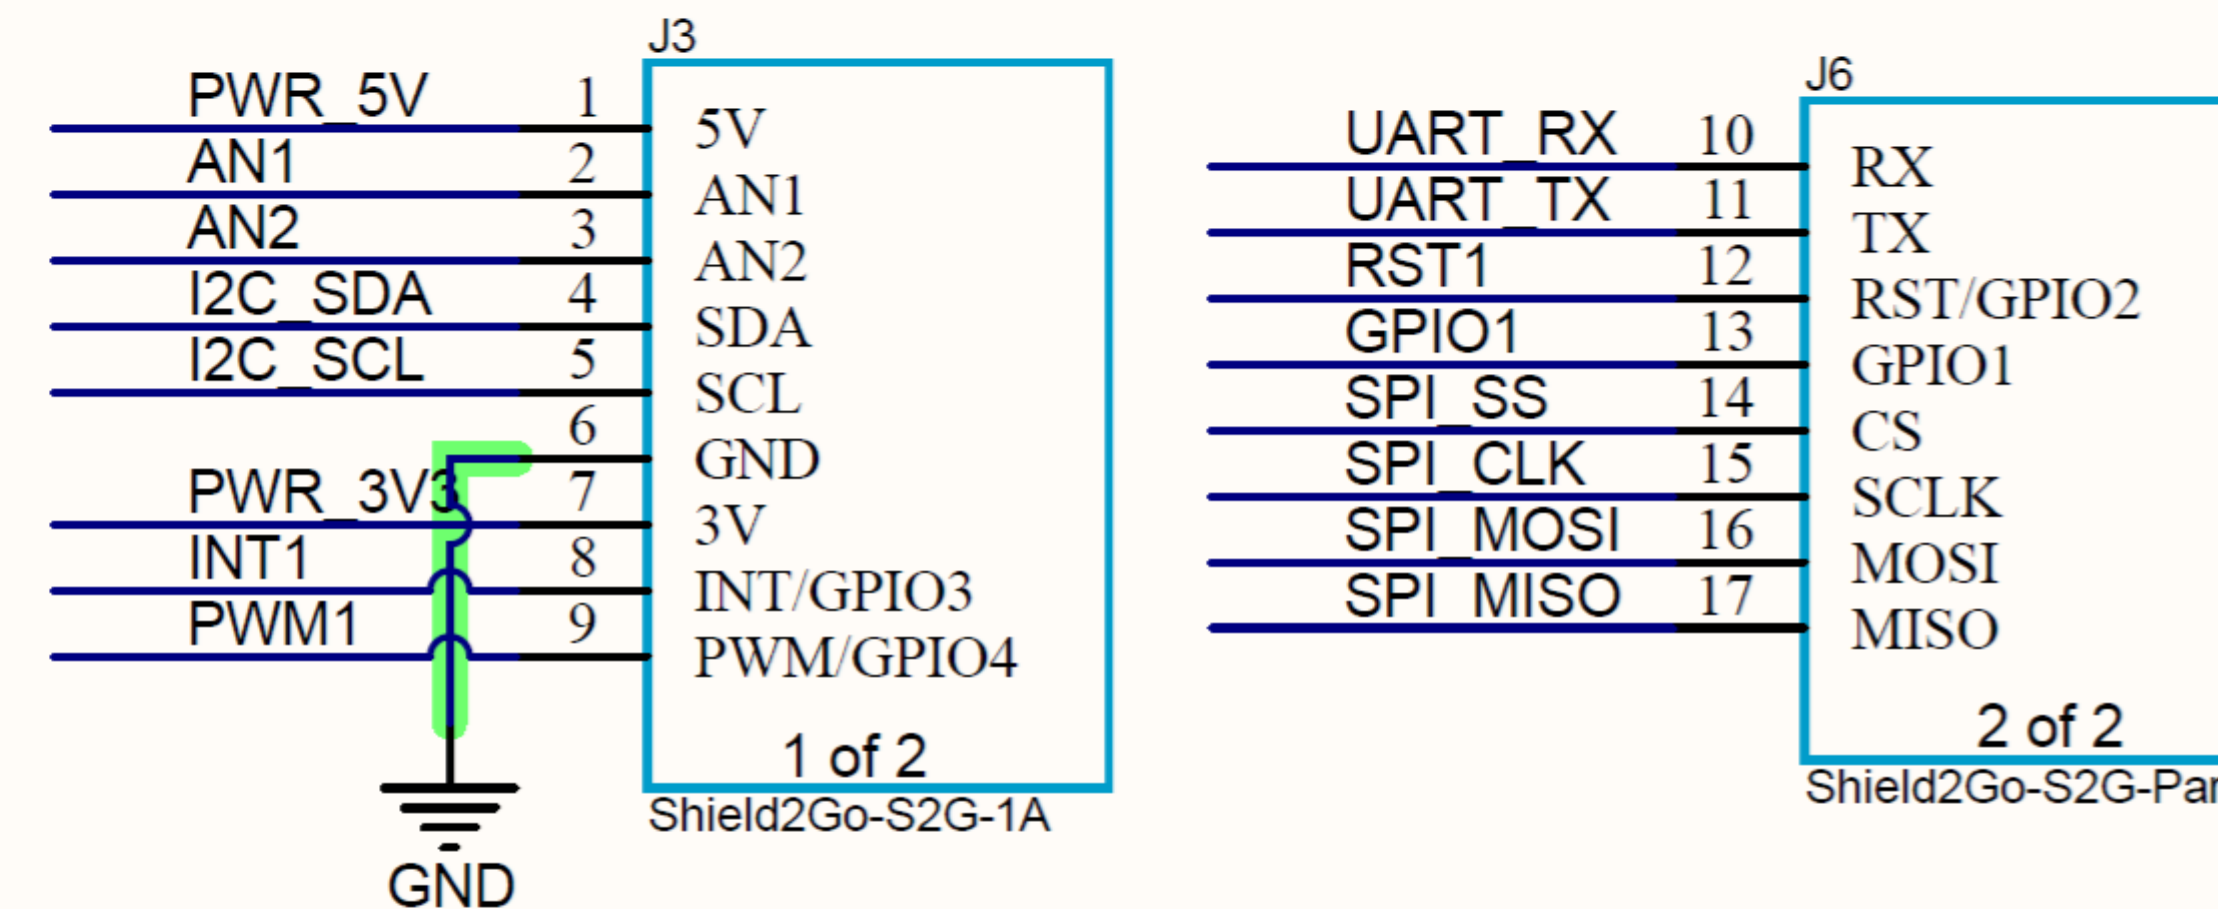 J3
PWR_5V 1 5V
AN1 2 AN1
AN2 3 AN2
I2C_SDA 4 SDA
I2C_SCL 5 SCL
6 GND
PWR_3V3 7 3V
INT1 8 INT/GPIO3
PWM1 9 PWM/GPIO4
1 of 2
Shield2Go-S2G-1A
GND
J6
UART_RX 10 RX
UART_TX 11 TX
RST1 12 RST/GPIO2
GPIO1 13 GPIO1
SPI_SS 14 CS
SPI_CLK 15 SCLK
SPI_MOSI 16 MOSI
SPI_MISO 17 MISO
2 of 2
Shield2Go-S2G-Par